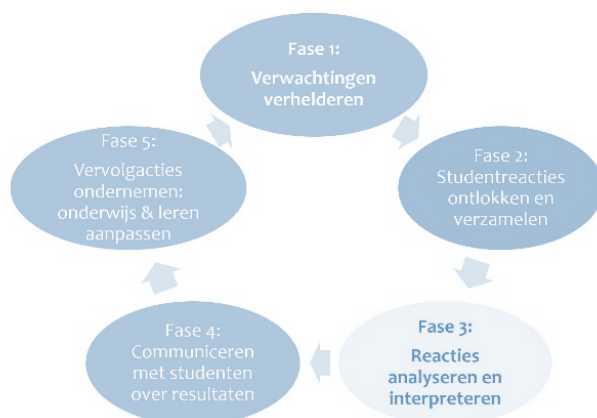 Fase 1:
Verwachtingen
verhelderen
Fase 2:
Studentreacties
ontlokken en
verzamelen
Fase 3:
Reacties
analyseren en
interpreteren
Fase 4:
Communiceren
met studenten
over resultaten
Fase 5:
Vervolgacties
ondernemen:
onderwijs & leren
aanpassen